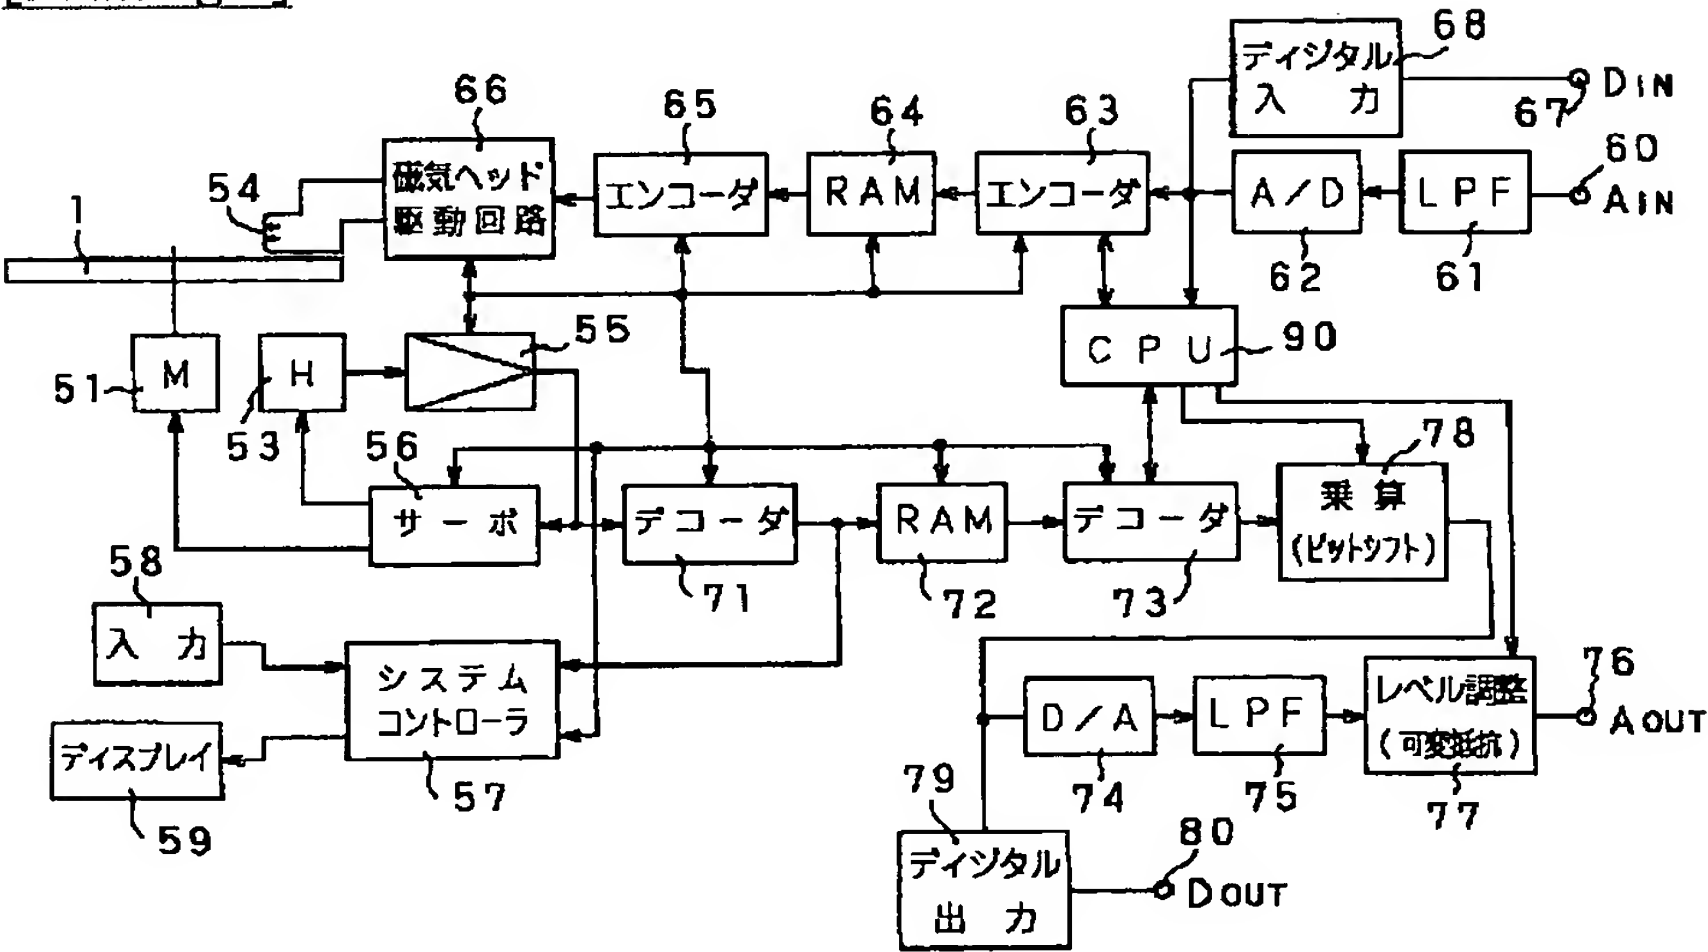 68
ディジタル
入 力
DIN
67
66
65
64
63
60
磁気ヘッド
駆動回路
エンコーダ
RAM
エンコーダ
A/D
LPF
AIN
54
1
62
61
55
CPU
90
M
H
51
53
56
78
サーボ
デコーダ
RAM
デコーダ
乗算
(ビットシフト)
58
71
72
73
入 力
システム
コントローラ
76
D/A
LPF
レベル調整
(可変抵抗)
AOUT
ディスプレイ
57
79
74
75
77
59
80
ディジタル
出 力
DOUT